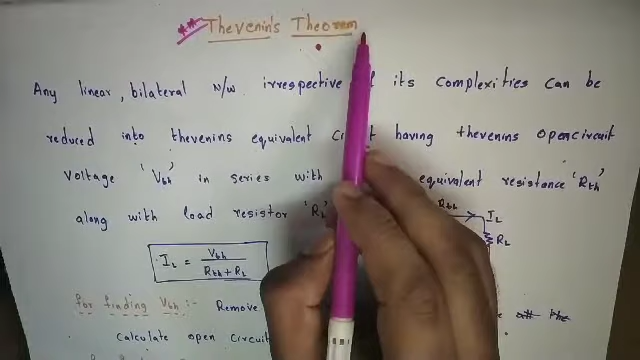 ** Thevenin's Theorem
Any linear, bilateral N/W irrespective of its complexities can be
reduced into thevenins equivalent circuit having thevenins opencircuit
voltage 'Vth' in series with equivalent resistance 'Rth'
along with load resistor 'RL' Rth IL
RL
IL = Vth / Rth + RL
for finding Vth :- Remove the
Calculate open circuit